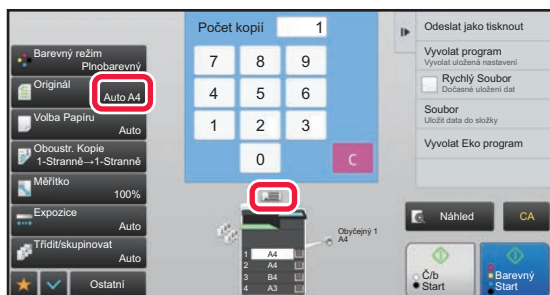 Počet kopií 1
Barevný režim
Plnobarevný
Originál
Auto A4
Volba Papíru
Auto
Oboustr. Kopie
1-Stranně→1-Stranně
Měřítko
100%
Expozice
Auto
Třídit/skupinovat
Auto
Ostatní
7 8 9
4 5 6
1 2 3
0 C
Obyčejný 1
A4
1 A4
2 A4
3 B4
4 A3
Odeslat jako tisknout
Vyvolat program
Vyvolat uložená nastavení
Rychlý Soubor
Dočasné uložení dat
Soubor
Uložit data do složky
Vyvolat Eko program
Náhled
CA
Č/b
Start
Barevný
Start